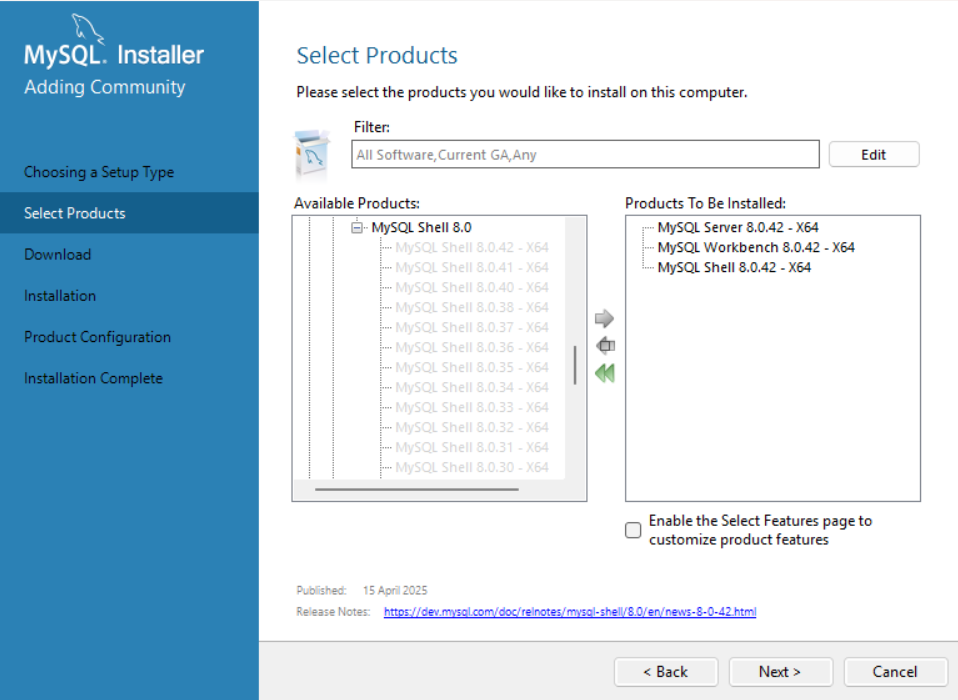 MySQL. Installer
Adding Community
Choosing a Setup Type
Select Products
Download
Installation
Product Configuration
Installation Complete
Select Products
Please select the products you would like to install on this computer.
Filter:
All Software,Current GA,Any
Edit
Available Products:
MySQL Shell 8.0
MySQL Shell 8.0.42 - X64
MySQL Shell 8.0.41 - X64
MySQL Shell 8.0.40 - X64
MySQL Shell 8.0.38 - X64
MySQL Shell 8.0.37 - X64
MySQL Shell 8.0.36 - X64
MySQL Shell 8.0.35 - X64
MySQL Shell 8.0.34 - X64
MySQL Shell 8.0.33 - X64
MySQL Shell 8.0.32 - X64
MySQL Shell 8.0.31 - X64
MySQL Shell 8.0.30 - X64
Products To Be Installed:
MySQL Server 8.0.42 - X64
MySQL Workbench 8.0.42 - X64
MySQL Shell 8.0.42 - X64
Enable the Select Features page to
customize product features
Published: 15 April 2025
Release Notes: https://dev.mysql.com/doc/relnotes/mysql-shell/8.0/en/news-8-0-42.html
< Back
Next >
Cancel